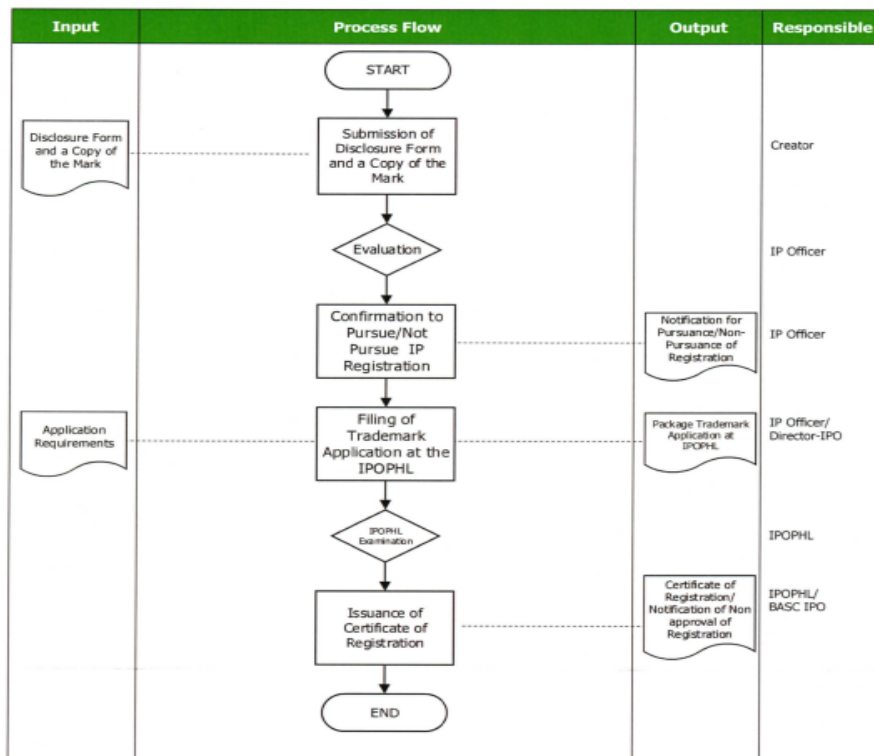 Input Process Flow Output Responsible
START
Disclosure Form
and a Copy of
the Mark
Submission of
Disclosure Form
and a Copy of the
Mark
Creator
Evaluation
IP Officer
Confirmation to
Pursue/Not
Pursue IP
Registration
Notification for
Pursuance/Non-
Pursuance of
Registration
IP Officer
Application
Requirements
Filing of
Trademark
Application at the
IPOPHL
Package Trademark
Application at
IPOPHL
IP Officer/
Director-IPO
IPOPHL
Examination
IPOPHL
Issuance of
Certificate of
Registration
Certificate of
Registration/
Notification of Non
approval of
Registration
IPOPHL/
BASC IPO
END